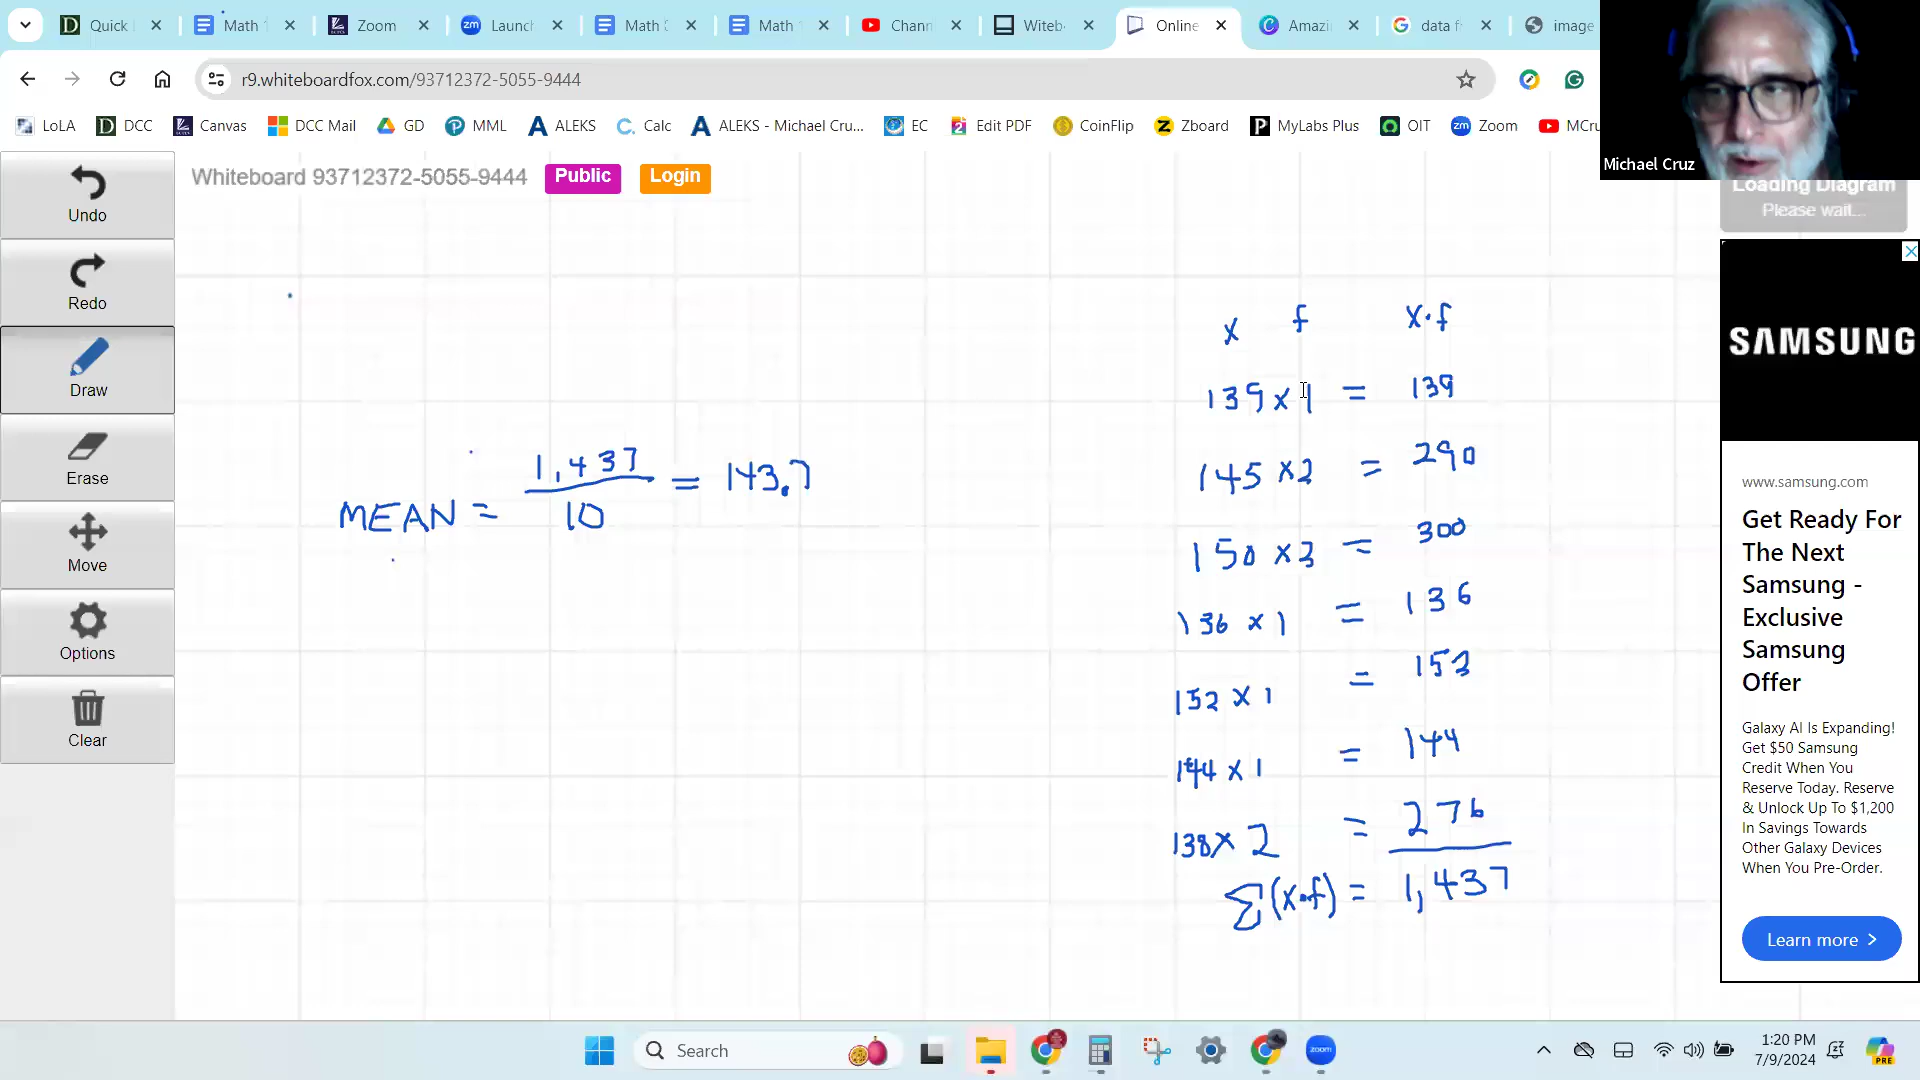 Quick
Math
Zoom
Launc
Math
Math
Chann
Witeb
Online
Amazi
data f
image
r9.whiteboardfox.com/93712372-5055-9444
LoLA
DCC
Canvas
DCC Mail
GD
MML
ALEKS
Calc
ALEKS - Michael Cru...
EC
Edit PDF
CoinFlip
Zboard
MyLabs Plus
OIT
Zoom
MCru
Michael Cruz
Whiteboard 93712372-5055-9444
Public
Login
Loading Diagram
Please wait...
Undo
Redo
Draw
Erase
Move
Options
Clear
MEAN = 1,437 / 10 = 143.7
x f x·f
139 x 1 = 139
145 x 2 = 290
150 x 2 = 300
136 x 1 = 136
152 x 1 = 152
144 x 1 = 144
138 x 2 = 276
Σ(x·f) = 1,437
SAMSUNG
www.samsung.com
Get Ready For
The Next
Samsung -
Exclusive
Samsung
Offer
Galaxy AI Is Expanding!
Get $50 Samsung
Credit When You
Reserve Today. Reserve
& Unlock Up To $1,200
In Savings Towards
Other Galaxy Devices
When You Pre-Order.
Learn more >
Search
zoom
1:20 PM
7/9/2024
PRE